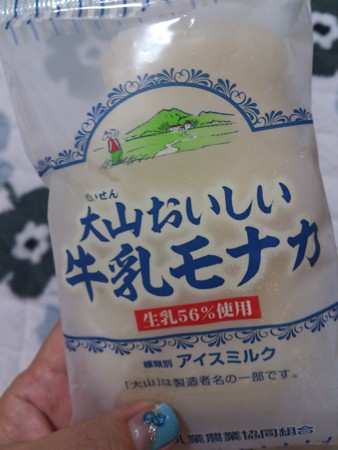 だいせん
大山おいしい
牛乳モナカ
生乳56%使用
種類別 アイスミルク
「大山」は製造者名の一部です。
乳業農業協同組合